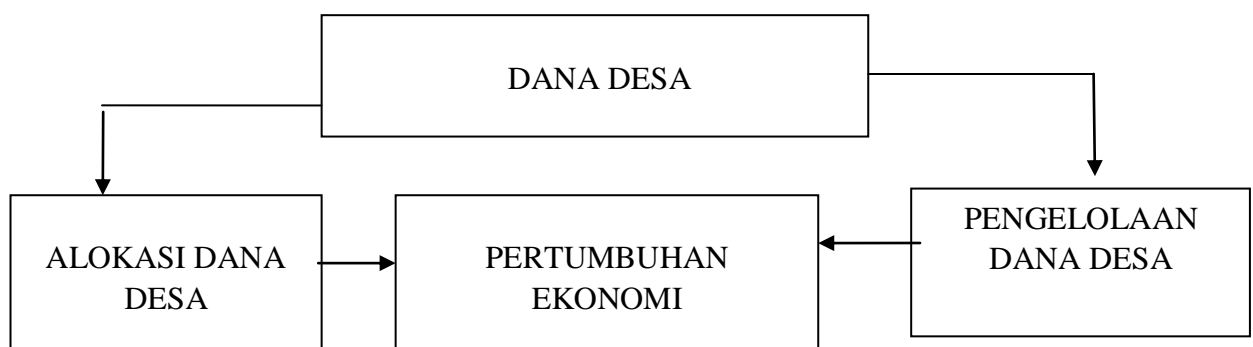 DANA DESA
ALOKASI DANA
DESA
PERTUMBUHAN
EKONOMI
PENGELOLAAN
DANA DESA